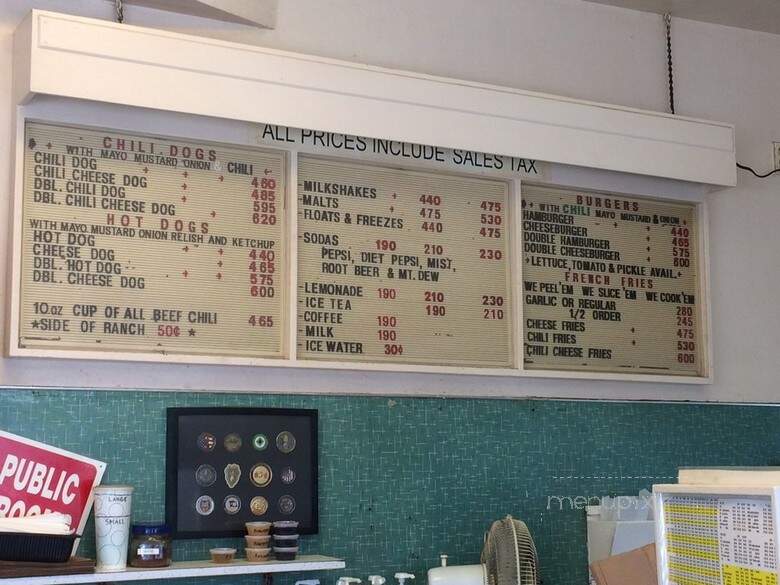 ALL PRICES INCLUDE SALES TAX
CHILI DOGS
WITH MAYO MUSTARD ONION & CHILI
CHILI DOG 460
CHILI CHEESE DOG 485
DBL. CHILI DOG 595
DBL. CHILI CHEESE DOG 620
HOT DOGS
WITH MAYO MUSTARD ONION RELISH AND KETCHUP
HOT DOG 440
CHEESE DOG 465
DBL. HOT DOG 575
DBL. CHEESE DOG 600
10.oz CUP OF ALL BEEF CHILI 465
*SIDE OF RANCH 50¢ *
-MILKSHAKES 440 475
-MALTS 475 530
-FLOATS & FREEZES 440 475
-SODAS 190 210 230
PEPSI, DIET PEPSI, MIST,
ROOT BEER & MT. DEW
-LEMONADE 190 210 230
-ICE TEA 190 210
-COFFEE 190
-MILK 190
-ICE WATER 30¢
BURGERS
WITH CHILI MAYO MUSTARD & ONION
HAMBURGER 440
CHEESEBURGER 465
DOUBLE HAMBURGER 575
DOUBLE CHEESEBURGER 600
+LETTUCE, TOMATO & PICKLE AVAIL.+
FRENCH FRIES
WE PEEL'EM WE SLICE'EM WE COOK'EM
GARLIC OR REGULAR 280
1/2 ORDER 245
CHEESE FRIES 475
CHILI FRIES 530
CHILI CHEESE FRIES 600
PUBLIC
LARGE
SMALL
menupix